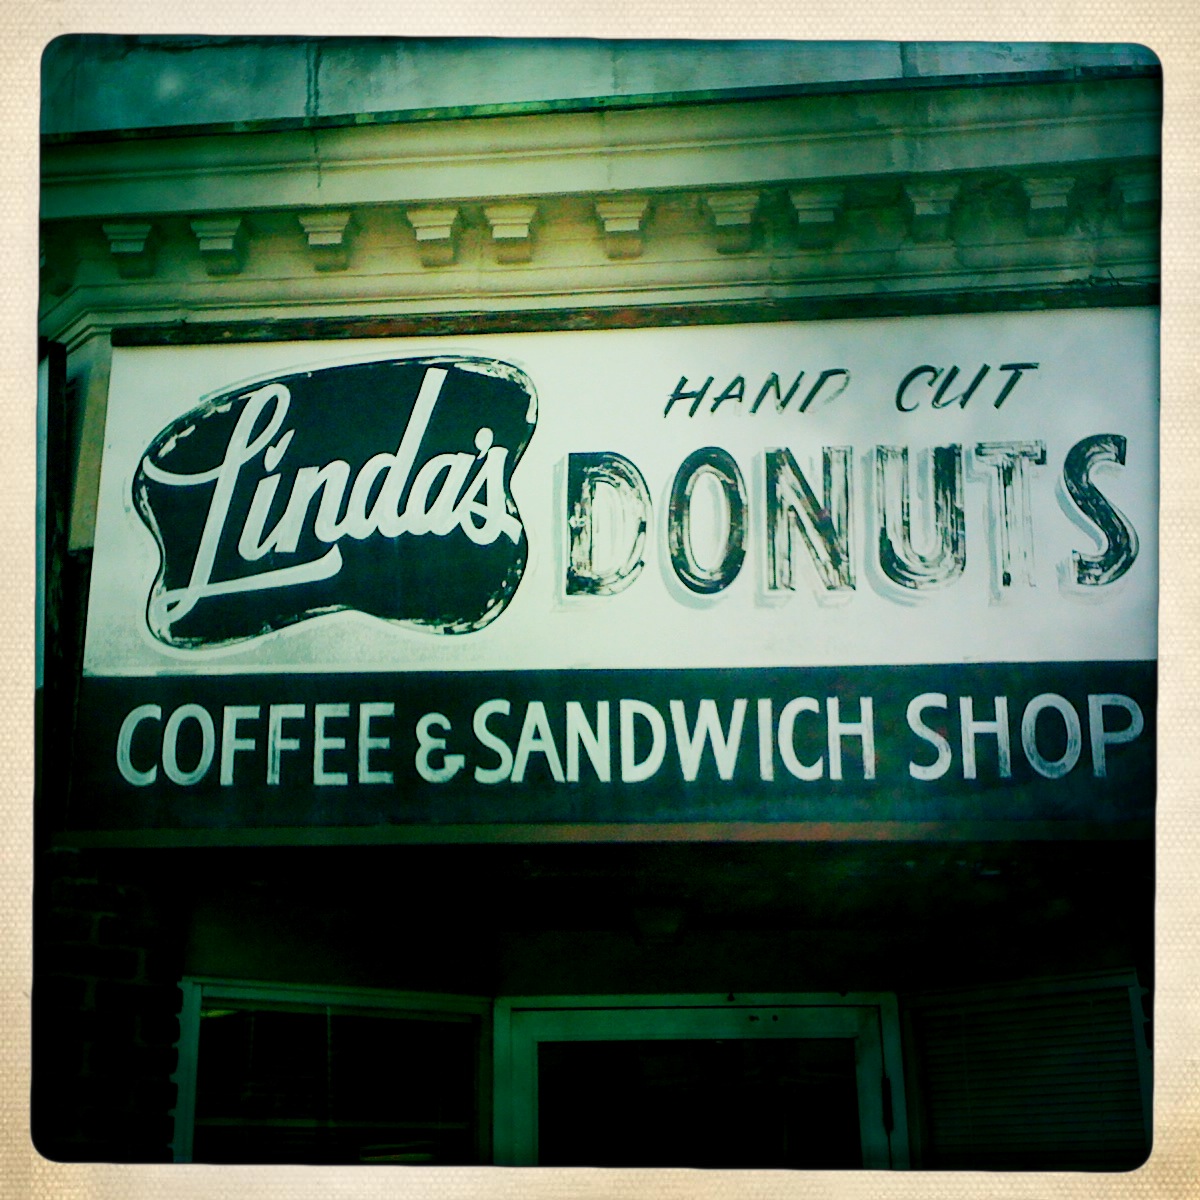 Linda's
HAND CUT
DONUTS
COFFEE & SANDWICH SHOP